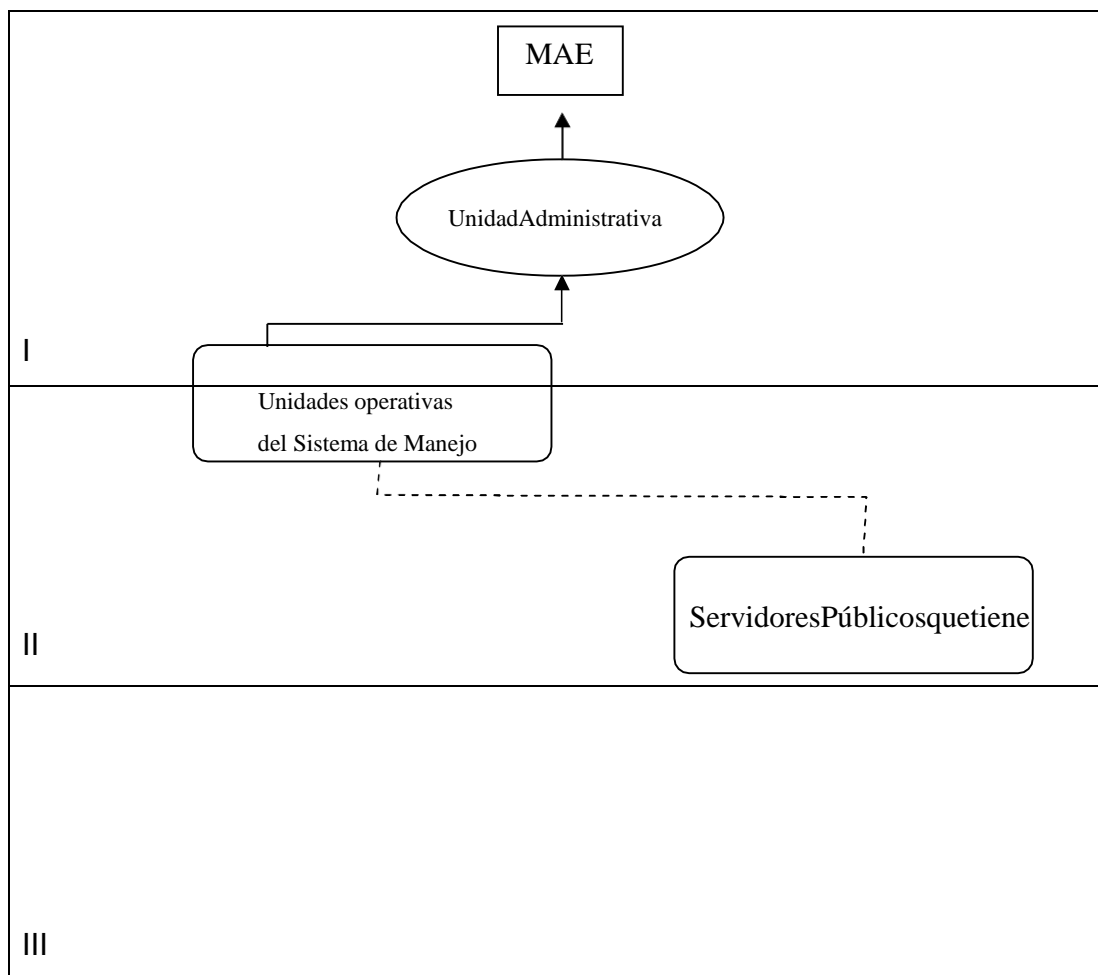 MAE
UnidadAdministrativa
I
Unidades operativas
del Sistema de Manejo
ServidoresPúblicosquetiene
II
III